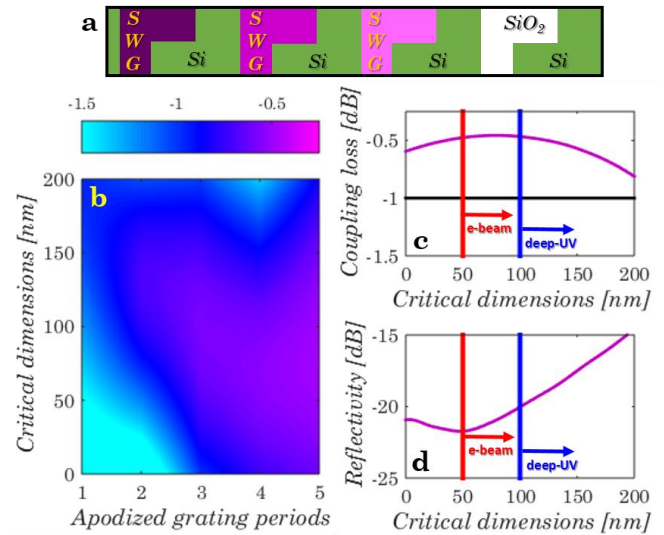 a
S W G Si
S W G Si
S W G Si
SiO₂ Si
-1.5 -1 -0.5
b
Critical dimensions [nm]
200
150
100
50
0
1 2 3 4 5
Apodized grating periods
Coupling loss [dB]
-0.5
-1
-1.5
e-beam
deep-UV
c
0 50 100 150 200
Critical dimensions [nm]
Reflectivity [dB]
-15
-20
-25
e-beam
deep-UV
d
0 50 100 150 200
Critical dimensions [nm]